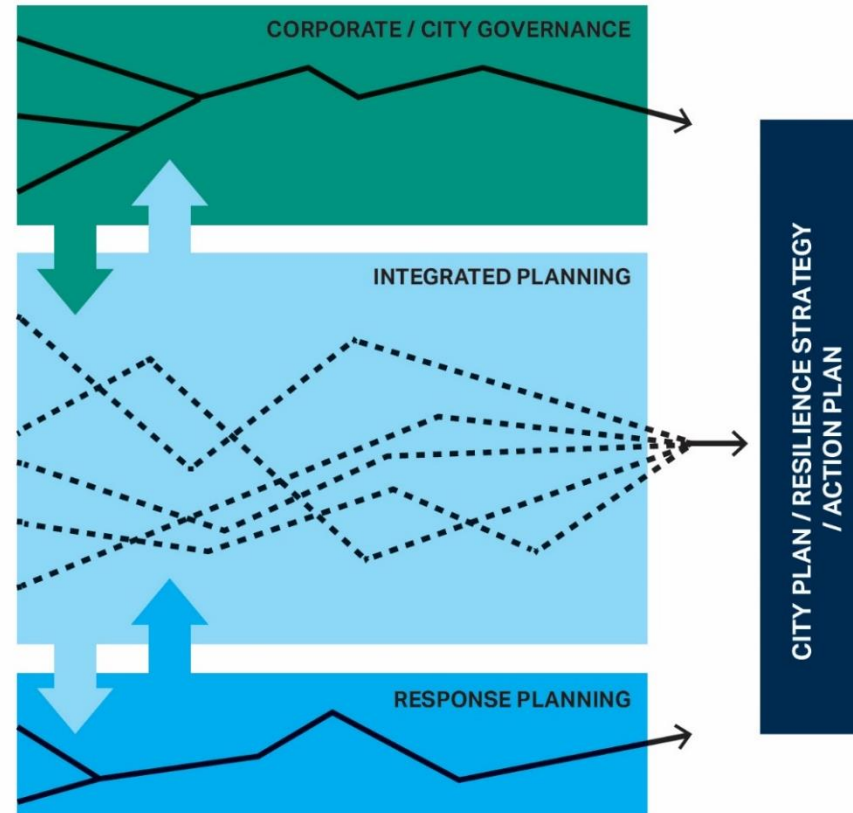 CORPORATE / CITY GOVERNANCE
INTEGRATED PLANNING
RESPONSE PLANNING
CITY PLAN / RESILIENCE STRATEGY
/ ACTION PLAN